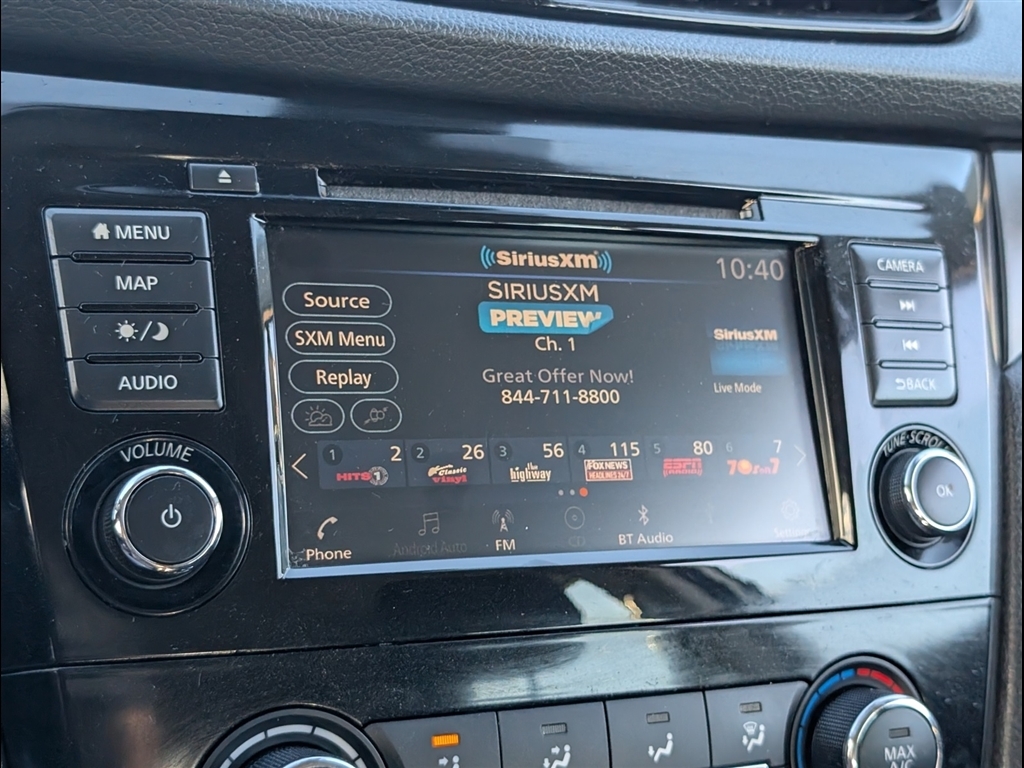 MENU
MAP
AUDIO
VOLUME
SiriusXM
10:40
Source
SXM Menu
Replay
SIRIUSXM
PREVIEW
Ch. 1
Great Offer Now!
844-711-8800
SiriusXM
Live Mode
1 2 HITS 1
2 26 Classic vinyl
3 56 the highway
4 115 FOX NEWS HEADLINES 24/7
5 80 ESPN
6 7 70s on 7
Phone
Android Auto
FM
CD
BT Audio
Settings
CAMERA
BACK
TUNE·SCROLL
OK
MAX
A/C